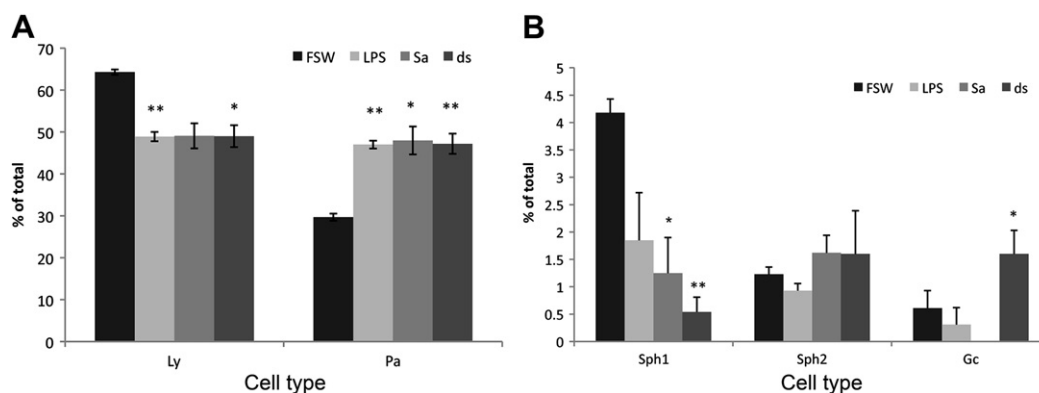 A
FSW LPS Sa ds
70
60
50
40
30
20
10
0
% of total
** * ** * **
Ly Pa
Cell type
B
FSW LPS Sa ds
5
4.5
4
3.5
3
2.5
2
1.5
1
0.5
0
% of total
* ** *
Sph1 Sph2 Gc
Cell type